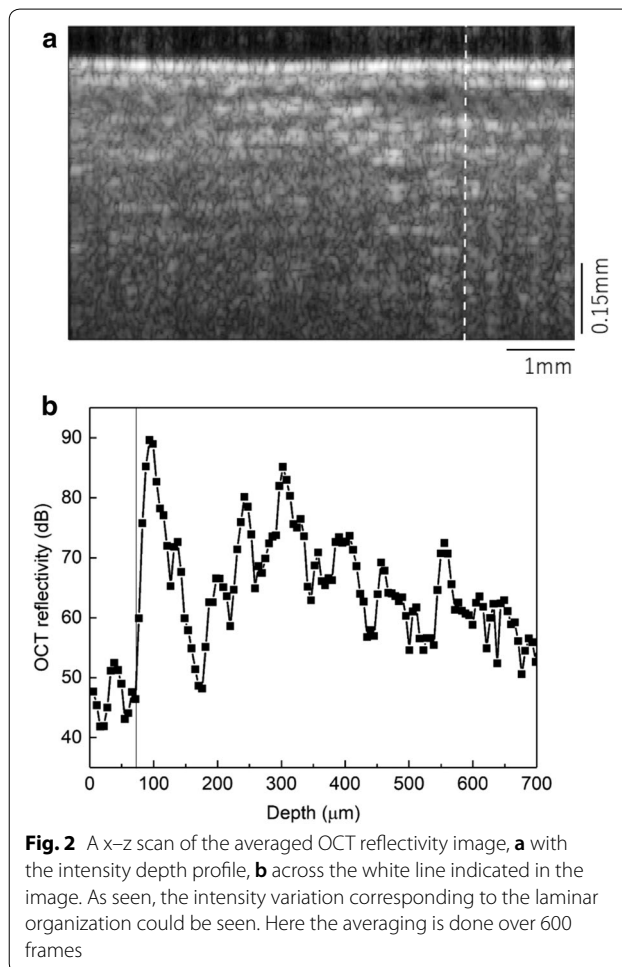 a
0.15mm
1mm
b
90
80
70
60
50
40
OCT reflectivity (dB)
0 100 200 300 400 500 600 700
Depth (μm)
Fig. 2 A x–z scan of the averaged OCT reflectivity image, a with
the intensity depth profile, b across the white line indicated in the
image. As seen, the intensity variation corresponding to the laminar
organization could be seen. Here the averaging is done over 600
frames